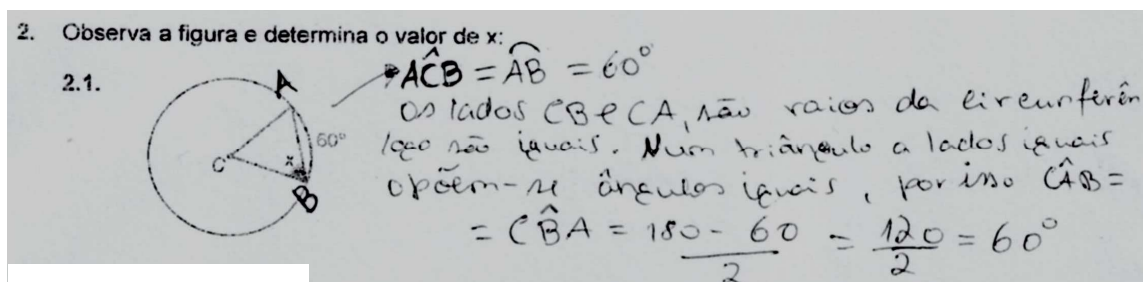 2. Observa a figura e determina o valor de x:
2.1.
A
60°
C
x
B
AĈB = A͡B = 60°
Os lados CB e CA, são raios da circunferên
logo são iguais. Num triângulo a lados iguais
opõem-se ângulos iguais, por isso CÂB =
= CB̂A = 180 - 60 / 2 = 120 / 2 = 60°